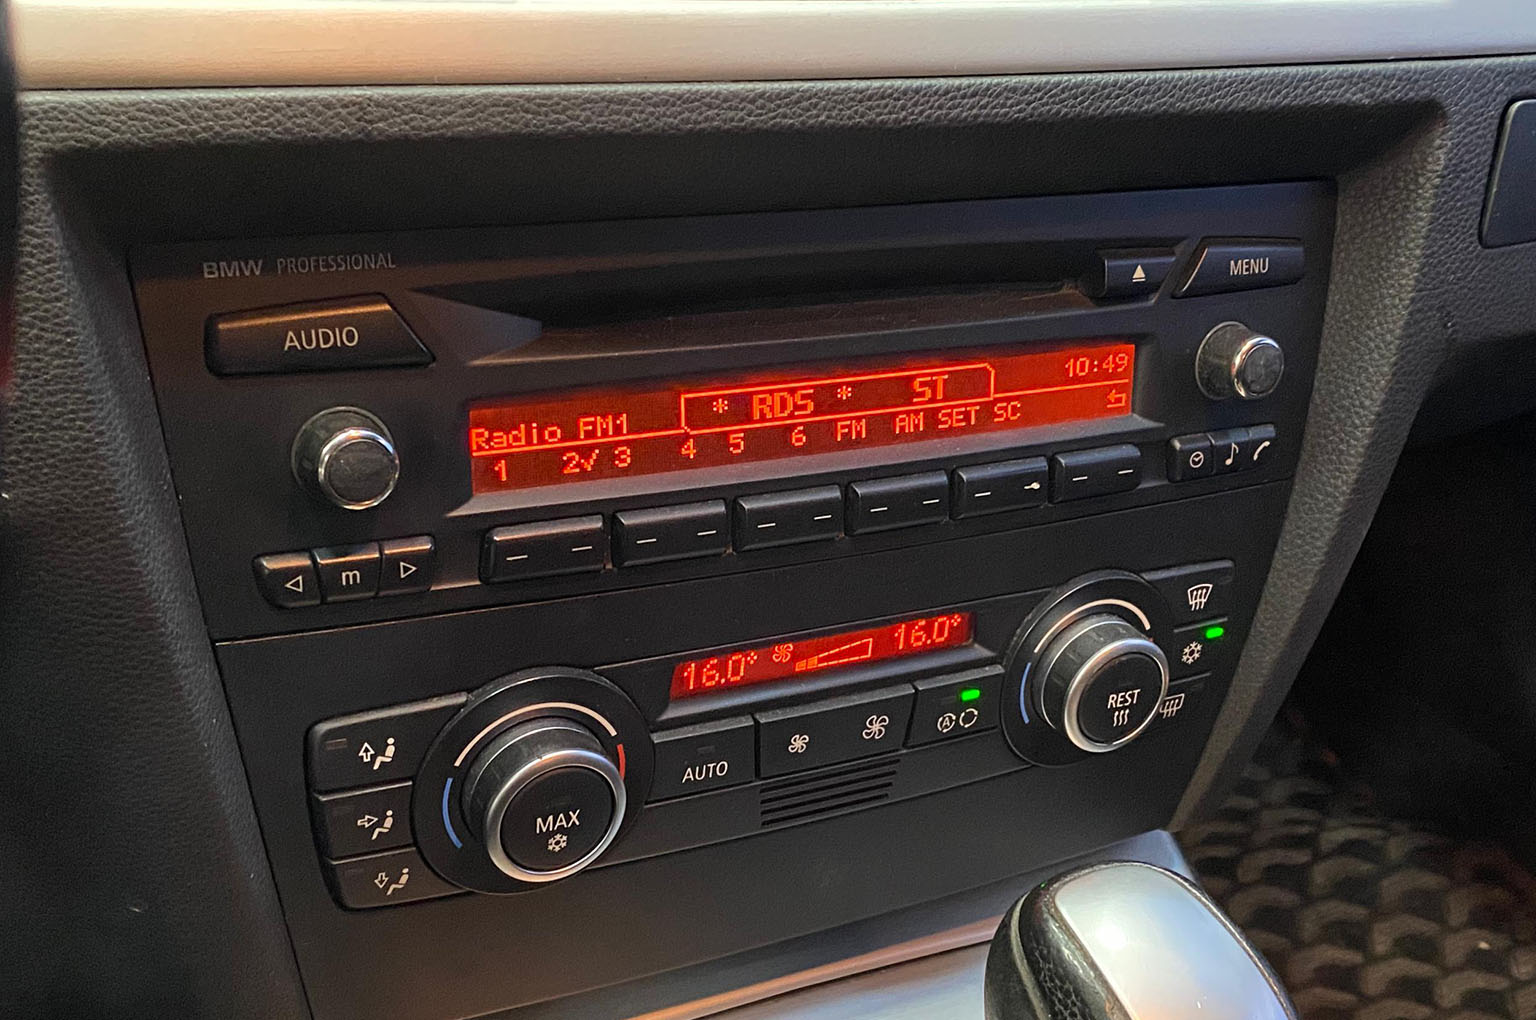 BMW PROFESSIONAL
MENU
AUDIO
Radio FM1 * RDS * ST 10:49
1 2√ 3 4 5 6 FM AM SET SC
m
16.0° 16.0°
A
AUTO
REST
MAX